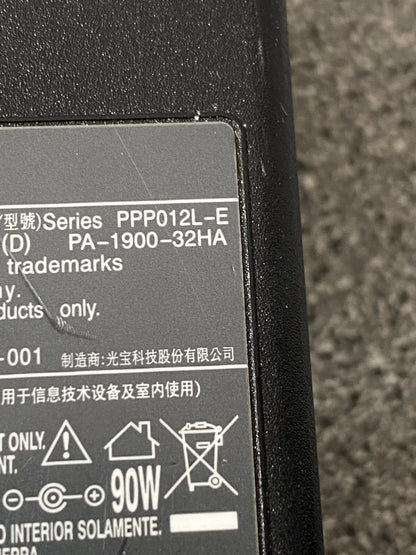 /型號)Series PPP012L-E
(D) PA-1900-32HA
trademarks
ny.
ducts only.
-001 制造商:光宝科技股份有限公司
用于信息技术设备及室内使用)
T ONLY.
NT.
90W
O INTERIOR SOLAMENTE.
IERRA